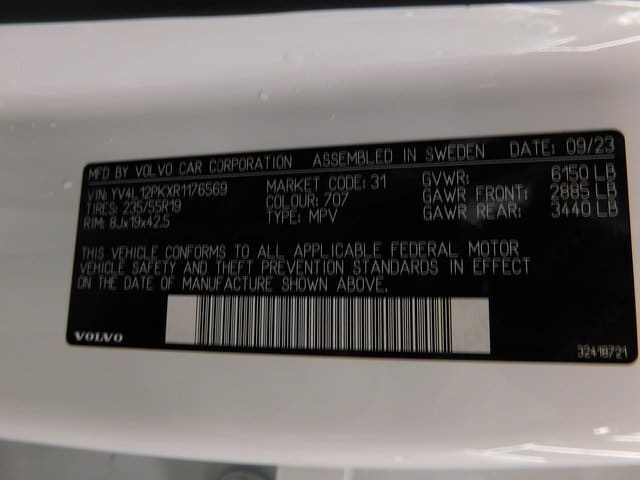 MFD BY VOLVO CAR CORPORATION ASSEMBLED IN SWEDEN DATE: 09/23
VIN: YV4L12PKXR1176569 MARKET CODE: 31 GVWR: 6150 LB
TIRES: 235/55R19 COLOUR: 707 GAWR FRONT: 2885 LB
RIM: 8Jx19x42.5 TYPE: MPV GAWR REAR: 3440 LB
THIS VEHICLE CONFORMS TO ALL APPLICABLE FEDERAL MOTOR
VEHICLE SAFETY AND THEFT PREVENTION STANDARDS IN EFFECT
ON THE DATE OF MANUFACTURE SHOWN ABOVE.
VOLVO 32418721